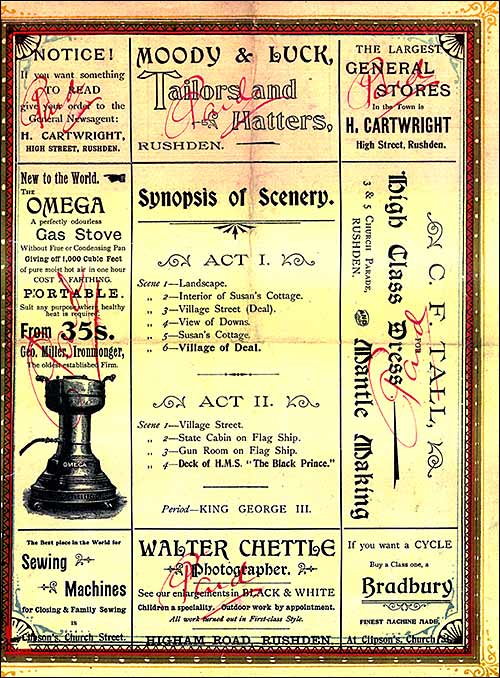 NOTICE!
If you want something
TO READ
give your order to the
General Newsagent:
H. CARTWRIGHT,
HIGH STREET, RUSHDEN.
MOODY & LUCK,
Tailors and
Hatters,
RUSHDEN.
THE LARGEST
GENERAL
STORES
In the Town is
H. CARTWRIGHT
High Street, Rushden.
Paid
Paid
Paid
New to the World.
THE
OMEGA
A perfectly odourless
Gas Stove
Without Flue or Condensing Pan
Giving off 1,000 Cubic Feet
of pure moist hot air in one hour
COST A FARTHING.
PORTABLE.
Suit any purpose where healthy
heat is required
From 35s.
Geo. Miller, Ironmonger,
The oldest established Firm.
OMEGA
Synopsis of Scenery.
ACT I.
Scene 1—Landscape.
„ 2—Interior of Susan's Cottage.
„ 3—Village Street (Deal).
„ 4—View of Downs.
„ 5—Susan's Cottage.
„ 6—Village of Deal.
ACT II.
Scene 1—Village Street.
„ 2—State Cabin on Flag Ship.
„ 3—Gun Room on Flag Ship.
„ 4—Deck of H.M.S. "The Black Prince."
Period—KING GEORGE III.
C. F. TALL,
FOR
High Class Dress
AND
Mantle Making
3 & 5 CHURCH PARADE,
RUSHDEN.
Paid
The Best place in the World for
Sewing
Machines
for Closing & Family Sewing
is
Clipson's, Church Street.
WALTER CHETTLE
Photographer.
See our enlargements in BLACK & WHITE
Children a speciality. Outdoor work by appointment.
All work turned out in First-class Style.
HIGHAM ROAD, RUSHDEN.
Paid
If you want a CYCLE
Buy a Class one, a
Bradbury
FINEST MACHINE MADE,
At Clipson's, Church St.